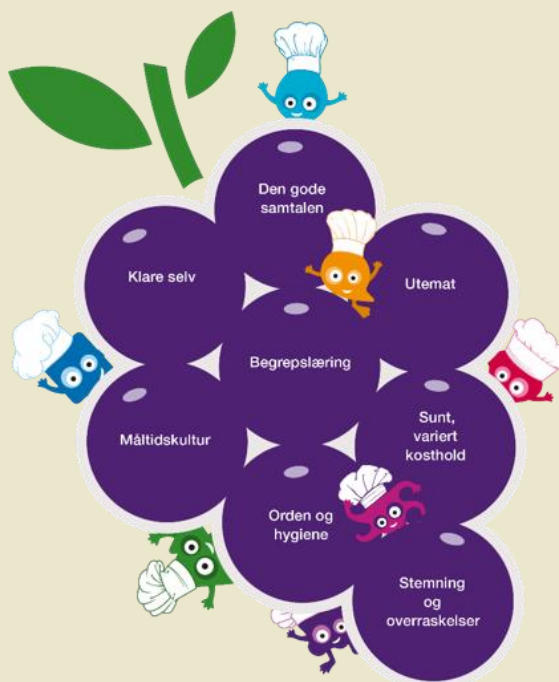 Den gode
samtalen
Klare selv
Utemat
Begrepslæring
Måltidskultur
Sunt,
variert
kosthold
Orden og
hygiene
Stemning
og
overraskelser